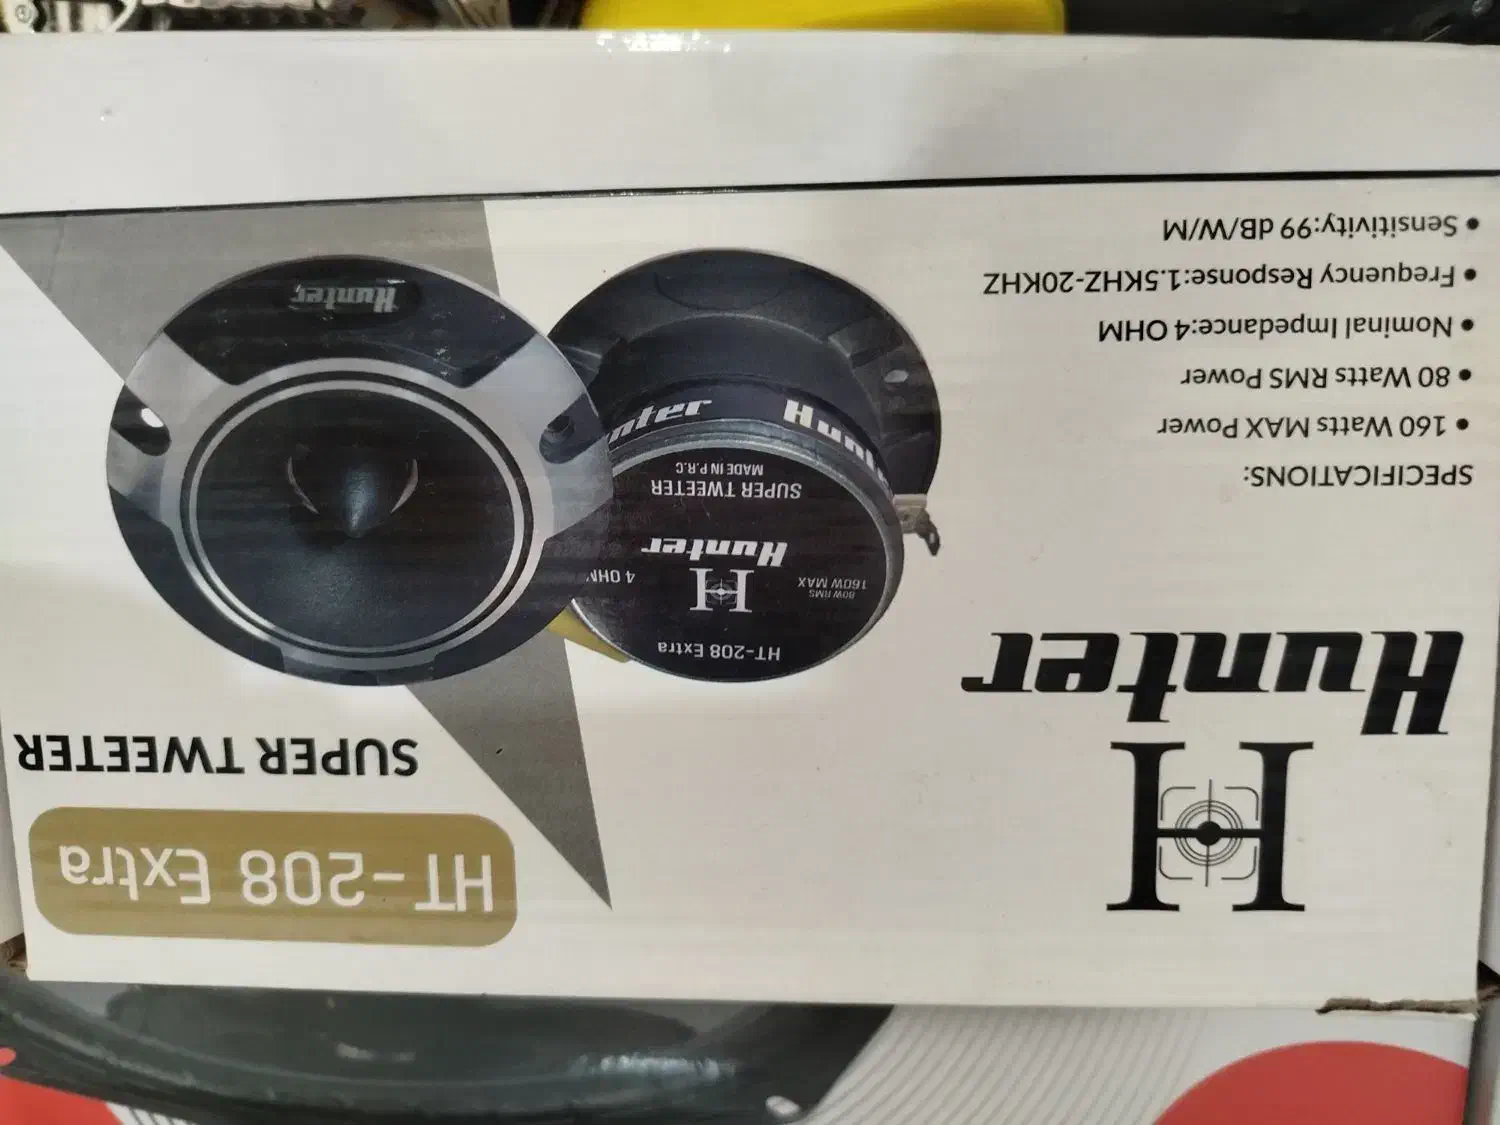 Hunter
HT-208 Extra
SUPER TWEETER
SPECIFICATIONS:
• 160 Watts MAX Power
• 80 Watts RMS Power
• Nominal Impedance:4 OHM
• Frequency Response:1.5KHZ-20KHZ
• Sensitivity:99 dB/W/M
HT-208 Extra
80W RMS
160W MAX
H
4 OHM
Hunter
SUPER TWEETER
MADE IN P.R.C
Hunter
Hunter